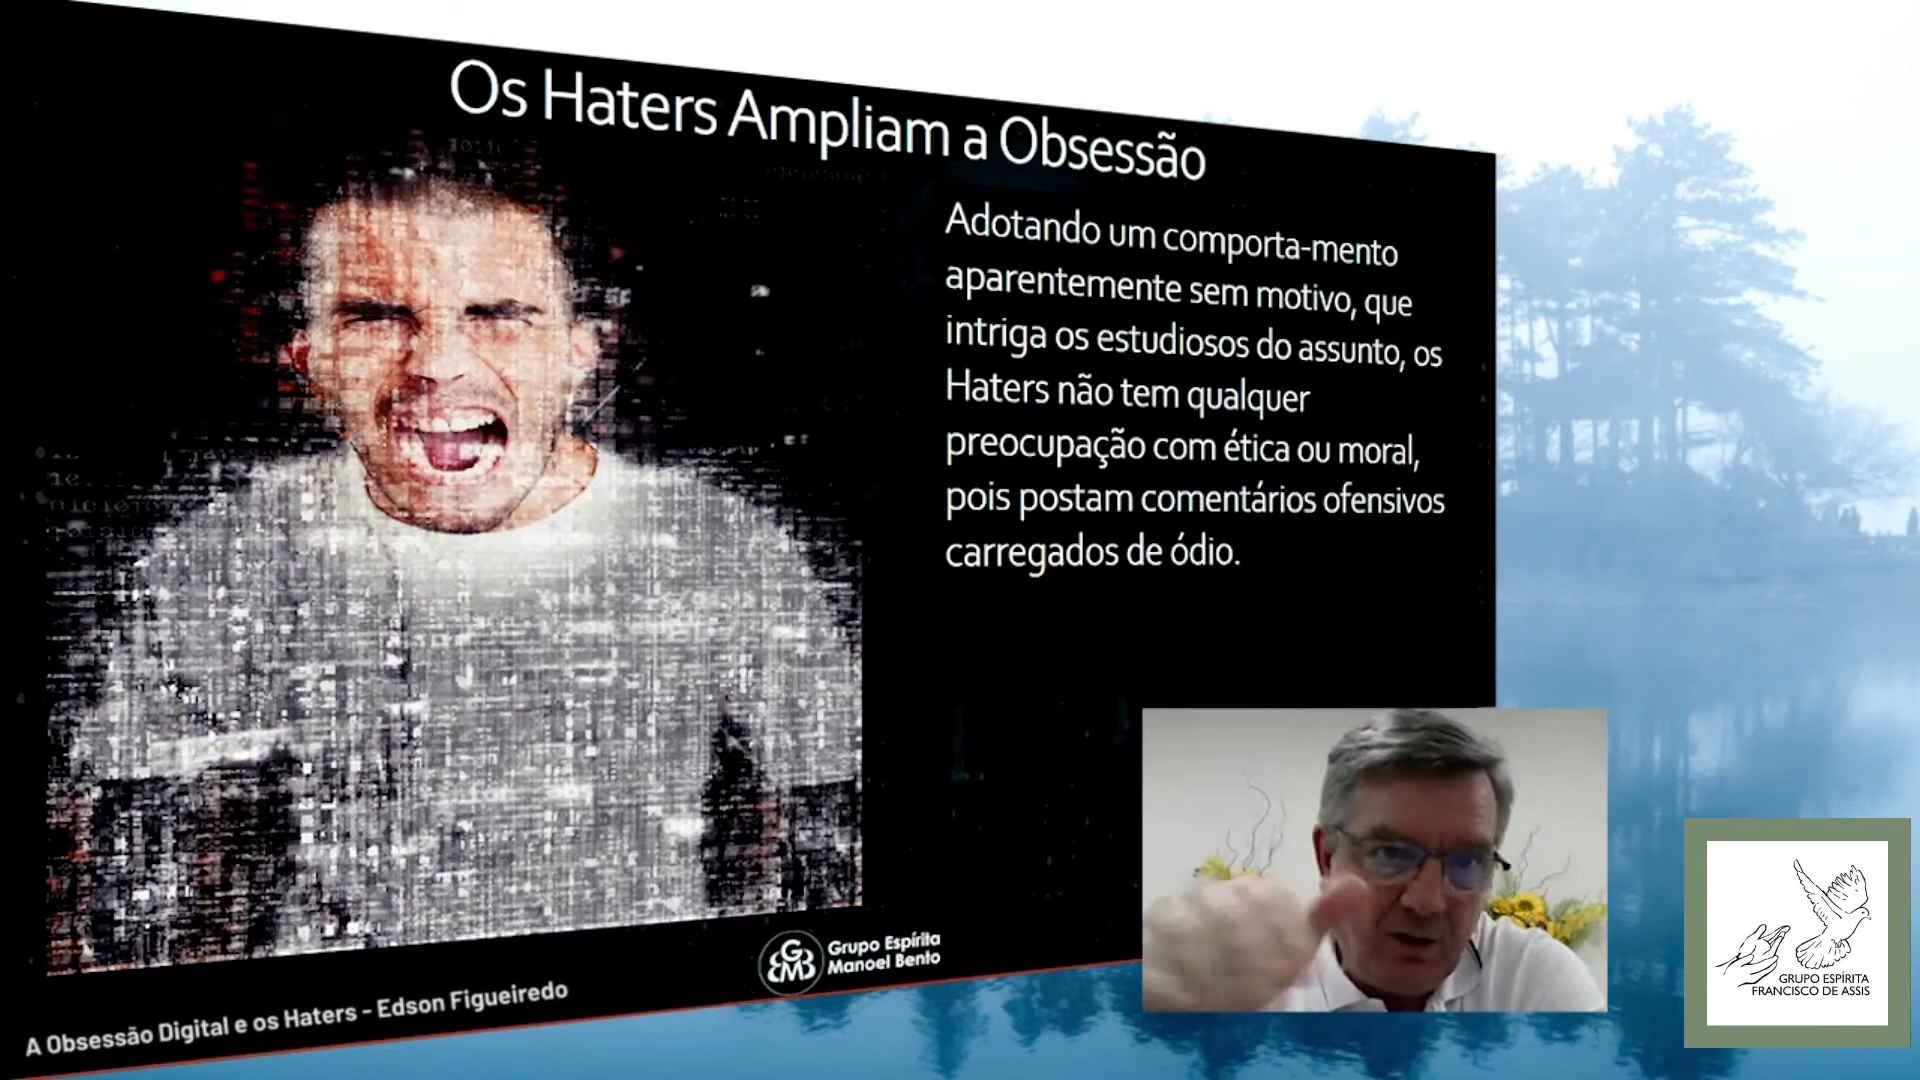 Os Haters Ampliam a Obsessão
Adotando um comporta-mento
aparentemente sem motivo, que
intriga os estudiosos do assunto, os
Haters não tem qualquer
preocupação com ética ou moral,
pois postam comentários ofensivos
carregados de ódio.
Grupo Espírita
Manoel Bento
A Obsessão Digital e os Haters - Edson Figueiredo
GRUPO ESPÍRITA
FRANCISCO DE ASSIS